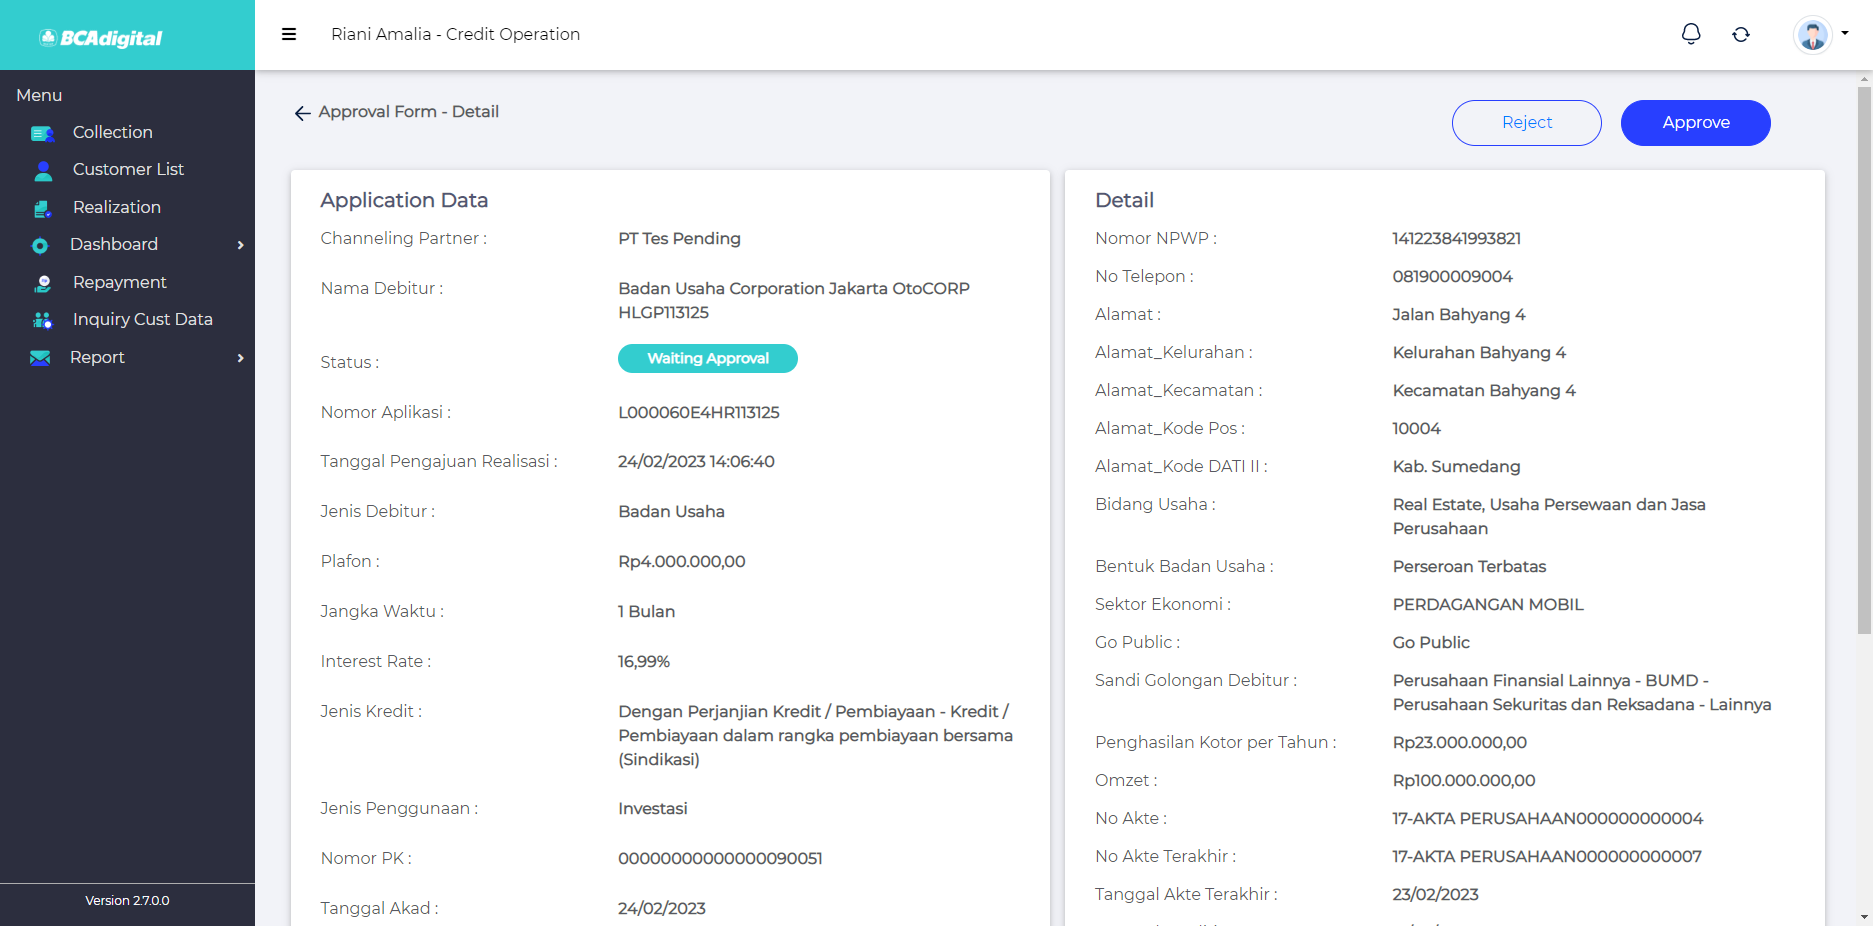 BCAdigital
Riani Amalia - Credit Operation
Menu
Collection
Customer List
Realization
Dashboard
Repayment
Inquiry Cust Data
Report
Version 2.7.0.0
Approval Form - Detail
Reject
Approve
Application Data
Channeling Partner : PT Tes Pending
Nama Debitur : Badan Usaha Corporation Jakarta OtoCORP
HLGP113125
Status : Waiting Approval
Nomor Aplikasi : L000060E4HR113125
Tanggal Pengajuan Realisasi : 24/02/2023 14:06:40
Jenis Debitur : Badan Usaha
Plafon : Rp4.000.000,00
Jangka Waktu : 1 Bulan
Interest Rate : 16,99%
Jenis Kredit : Dengan Perjanjian Kredit / Pembiayaan - Kredit /
Pembiayaan dalam rangka pembiayaan bersama
(Sindikasi)
Jenis Penggunaan : Investasi
Nomor PK : 00000000000000090051
Tanggal Akad : 24/02/2023
Detail
Nomor NPWP : 141223841993821
No Telepon : 081900009004
Alamat : Jalan Bahyang 4
Alamat_Kelurahan : Kelurahan Bahyang 4
Alamat_Kecamatan : Kecamatan Bahyang 4
Alamat_Kode Pos : 10004
Alamat_Kode DATI II : Kab. Sumedang
Bidang Usaha : Real Estate, Usaha Persewaan dan Jasa
Perusahaan
Bentuk Badan Usaha : Perseroan Terbatas
Sektor Ekonomi : PERDAGANGAN MOBIL
Go Public : Go Public
Sandi Golongan Debitur : Perusahaan Finansial Lainnya - BUMD -
Perusahaan Sekuritas dan Reksadana - Lainnya
Penghasilan Kotor per Tahun : Rp23.000.000,00
Omzet : Rp100.000.000,00
No Akte : 17-AKTA PERUSAHAAN000000000004
No Akte Terakhir : 17-AKTA PERUSAHAAN000000000007
Tanggal Akte Terakhir : 23/02/2023